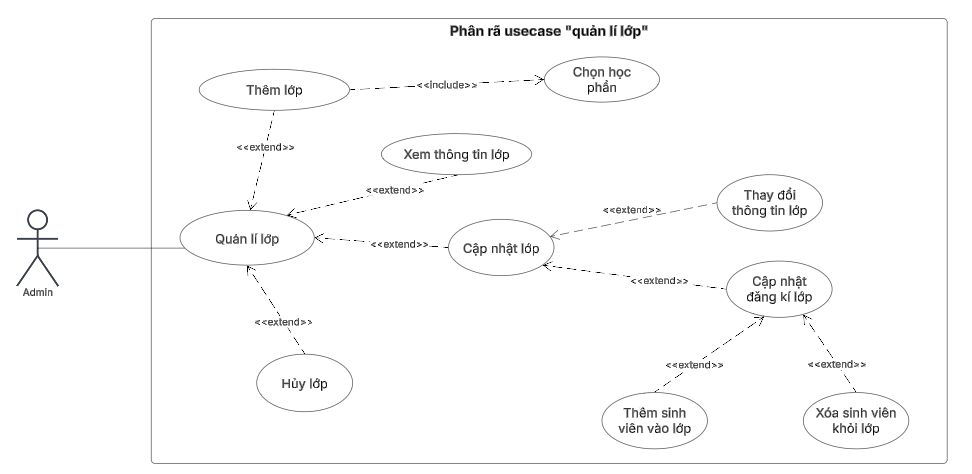 Phân rã usecase "quản lí lớp"
Thêm lớp
<<include>>
Chọn học
phần
<<extend>>
Xem thông tin lớp
<<extend>>
Thay đổi
thông tin lớp
<<extend>>
Quản lí lớp
<<extend>>
Cập nhật lớp
Admin
<<extend>>
Cập nhật
đăng kí lớp
<<extend>>
Hủy lớp
<<extend>>
<<extend>>
Thêm sinh
viên vào lớp
Xóa sinh viên
khỏi lớp